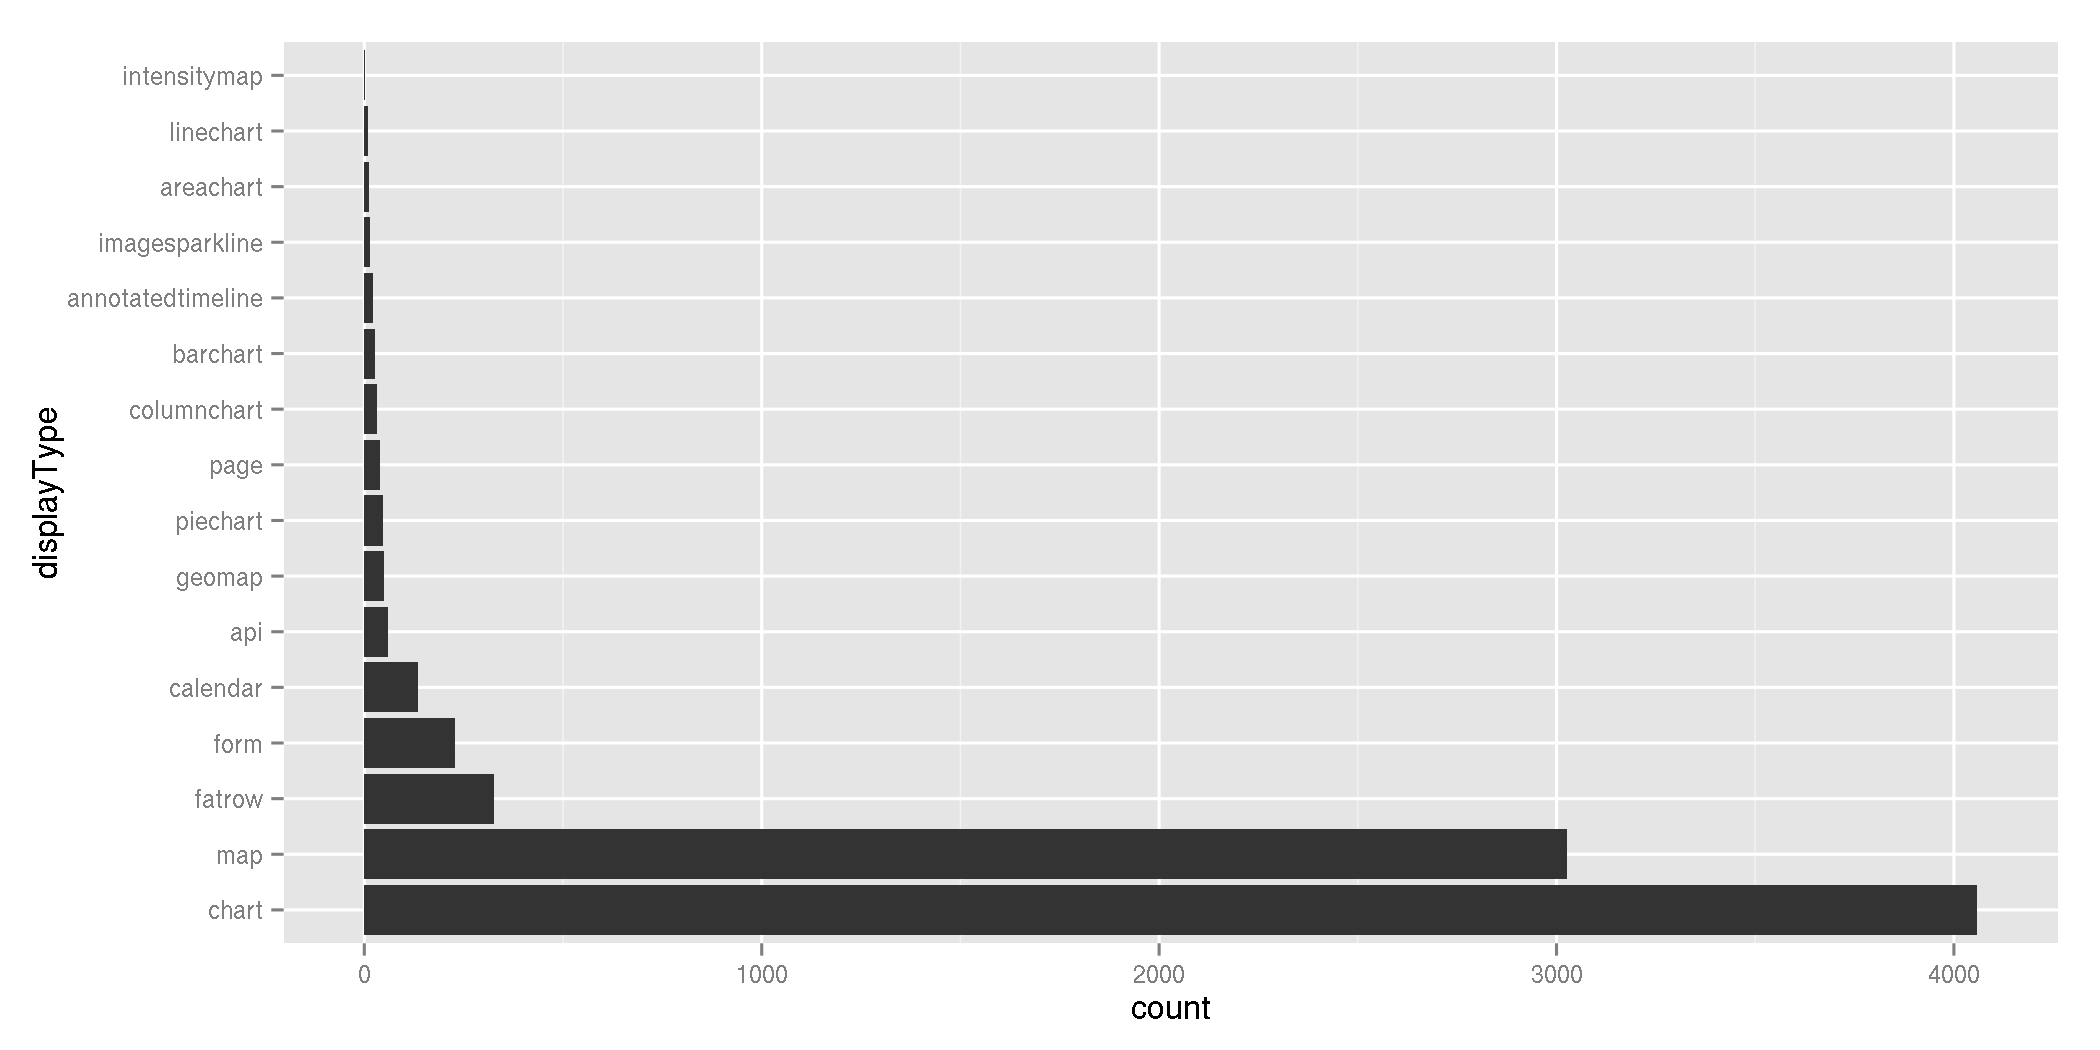 displayType
intensitymap
linechart
areachart
imagesparkline
annotatedtimeline
barchart
columnchart
page
piechart
geomap
api
calendar
form
fatrow
map
chart
0 1000 2000 3000 4000
count